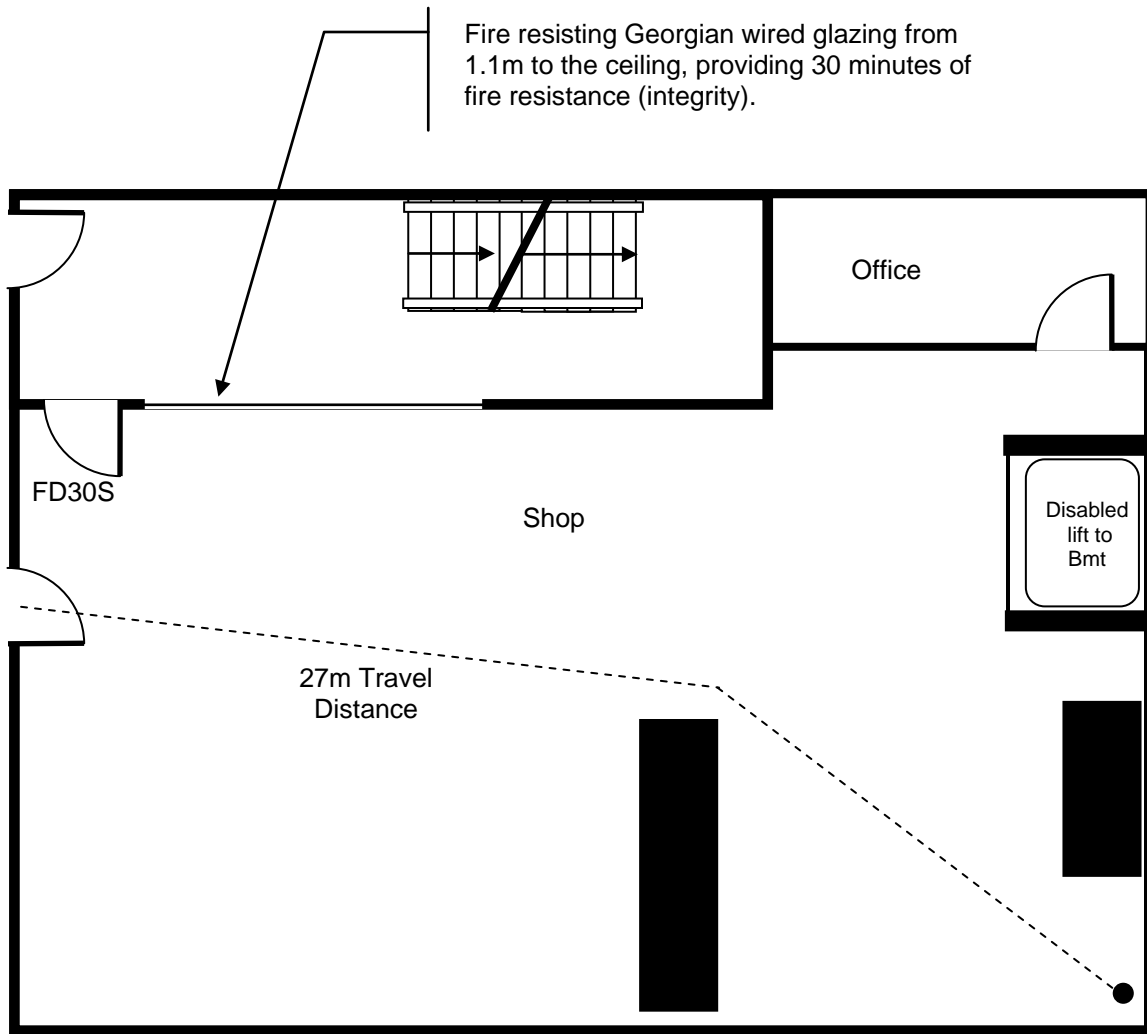 Fire resisting Georgian wired glazing from
1.1m to the ceiling, providing 30 minutes of
fire resistance (integrity).
Office
FD30S
Shop
Disabled
lift to
Bmt
27m Travel
Distance